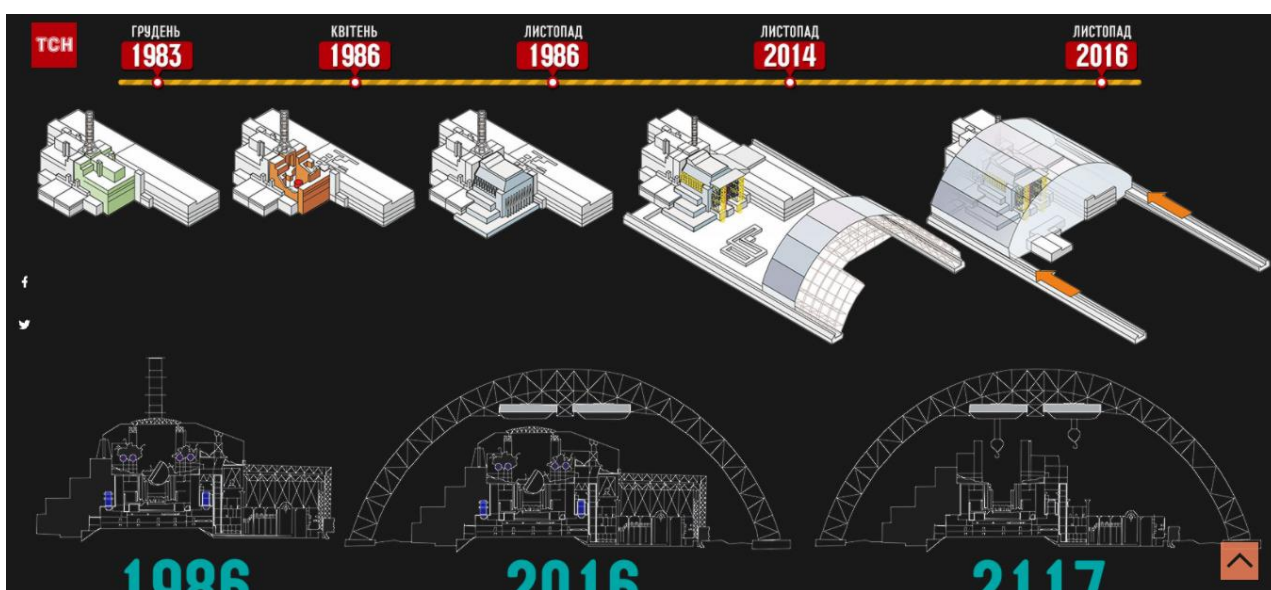 ТСН
ГРУДЕНЬ
1983
КВІТЕНЬ
1986
ЛИСТОПАД
1986
ЛИСТОПАД
2014
ЛИСТОПАД
2016
1986
2016
2117